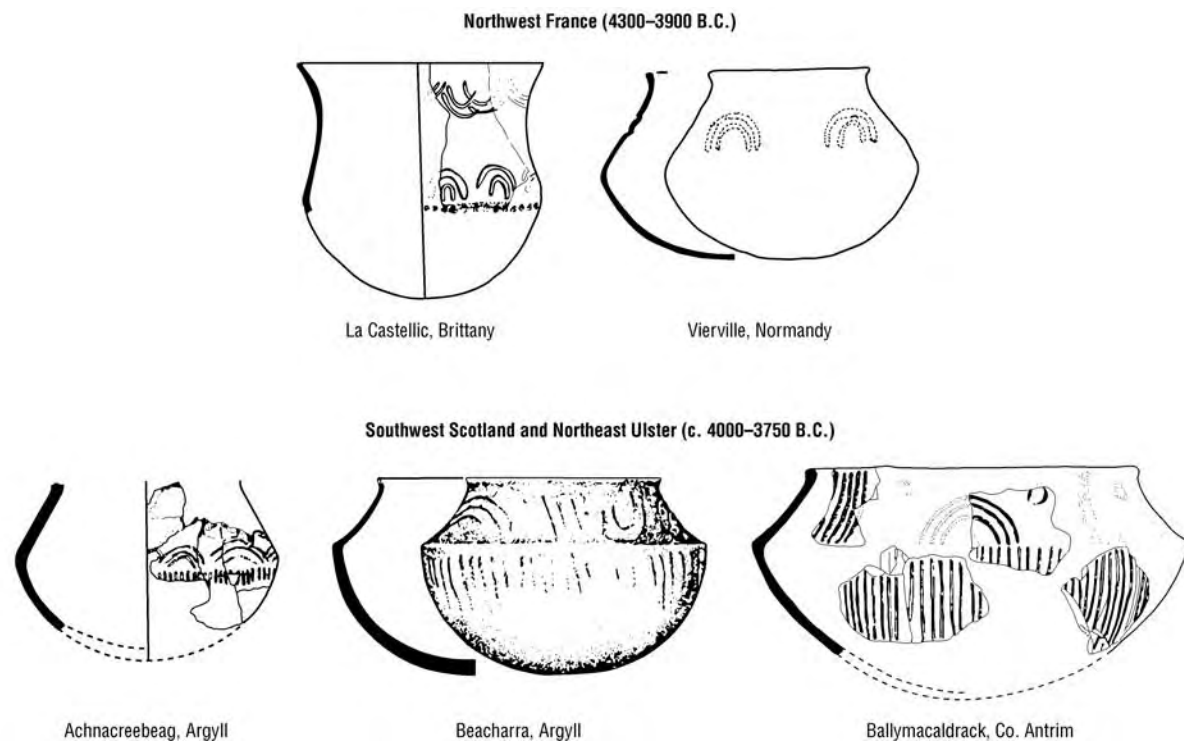 Northwest France (4300–3900 B.C.)
La Castellic, Brittany
Vierville, Normandy
Southwest Scotland and Northeast Ulster (c. 4000–3750 B.C.)
Achnacreebeag, Argyll
Beacharra, Argyll
Ballymacaldrack, Co. Antrim